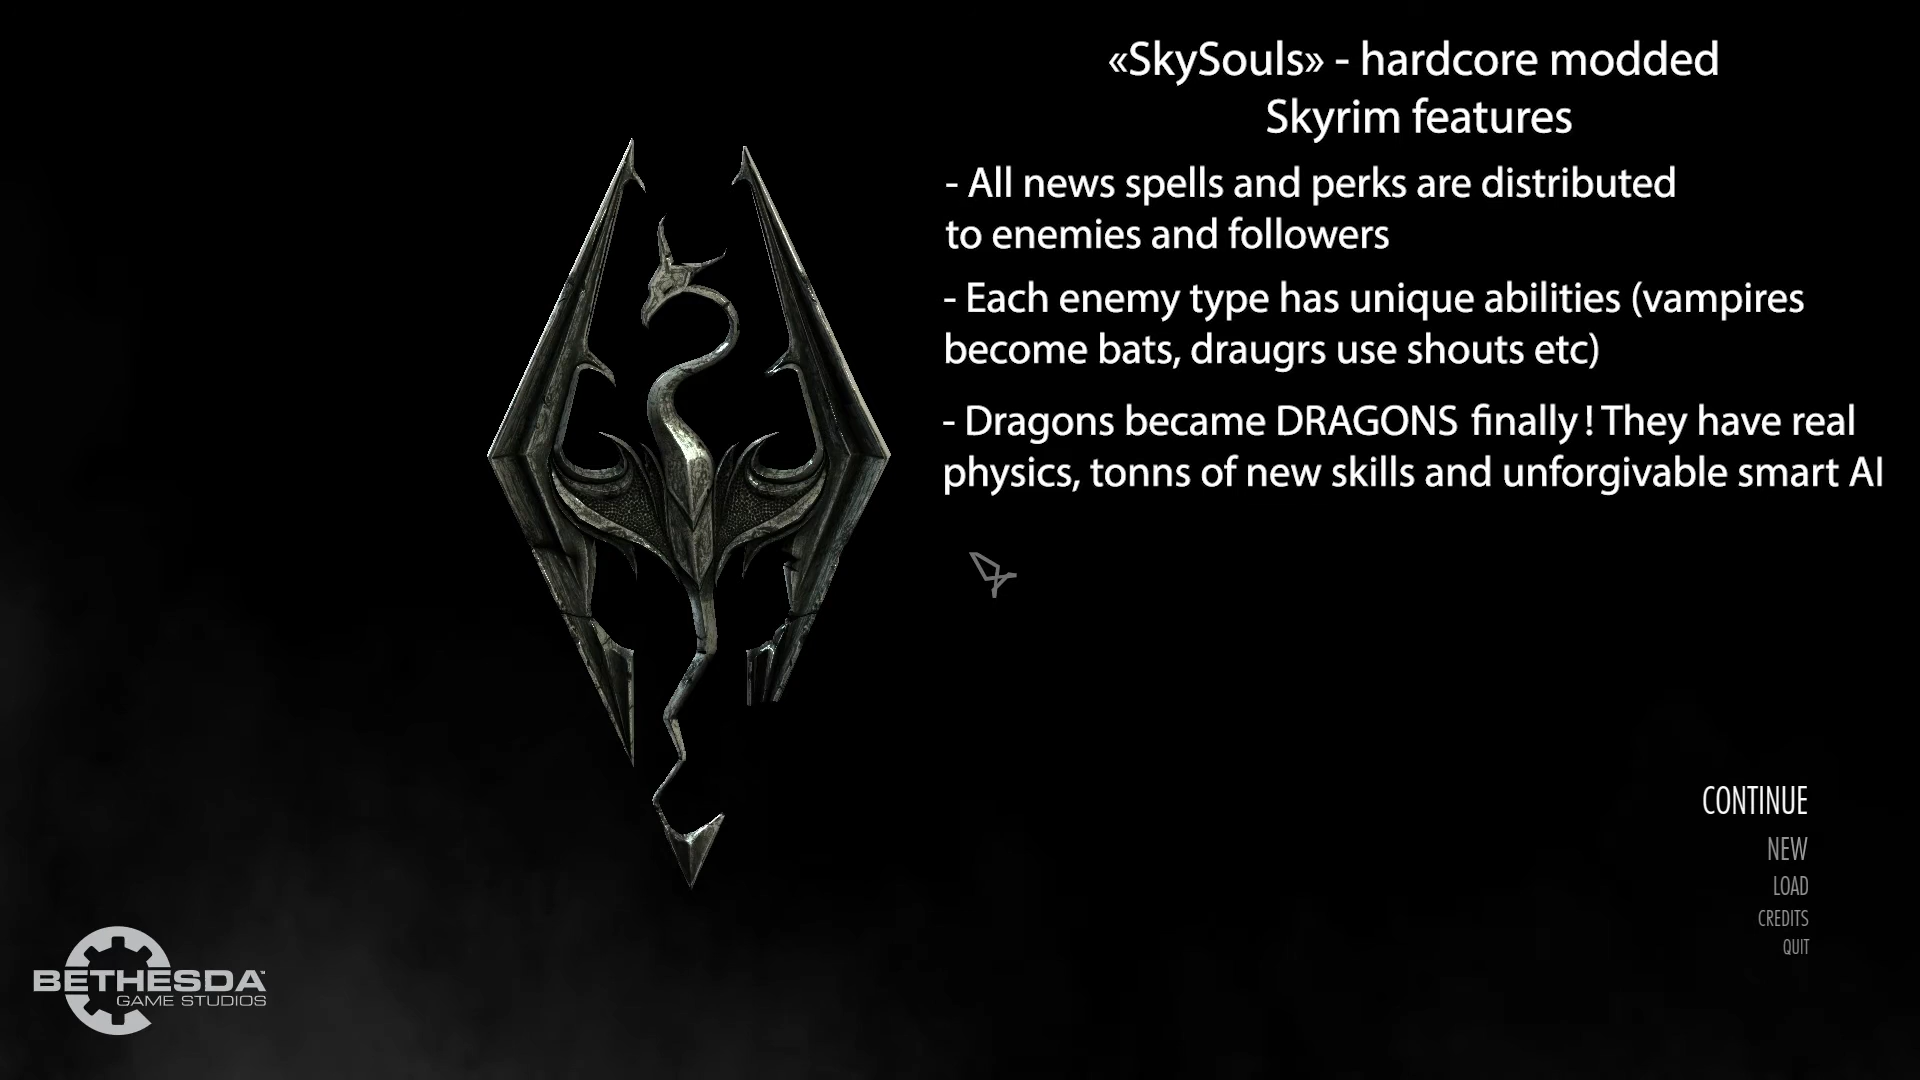 «SkySouls» - hardcore modded
Skyrim features
- All news spells and perks are distributed
to enemies and followers
- Each enemy type has unique abilities (vampires
become bats, draugrs use shouts etc)
- Dragons became DRAGONS finally ! They have real
physics, tonns of new skills and unforgivable smart AI
CONTINUE
NEW
LOAD
CREDITS
QUIT
BETHESDA™
GAME STUDIOS